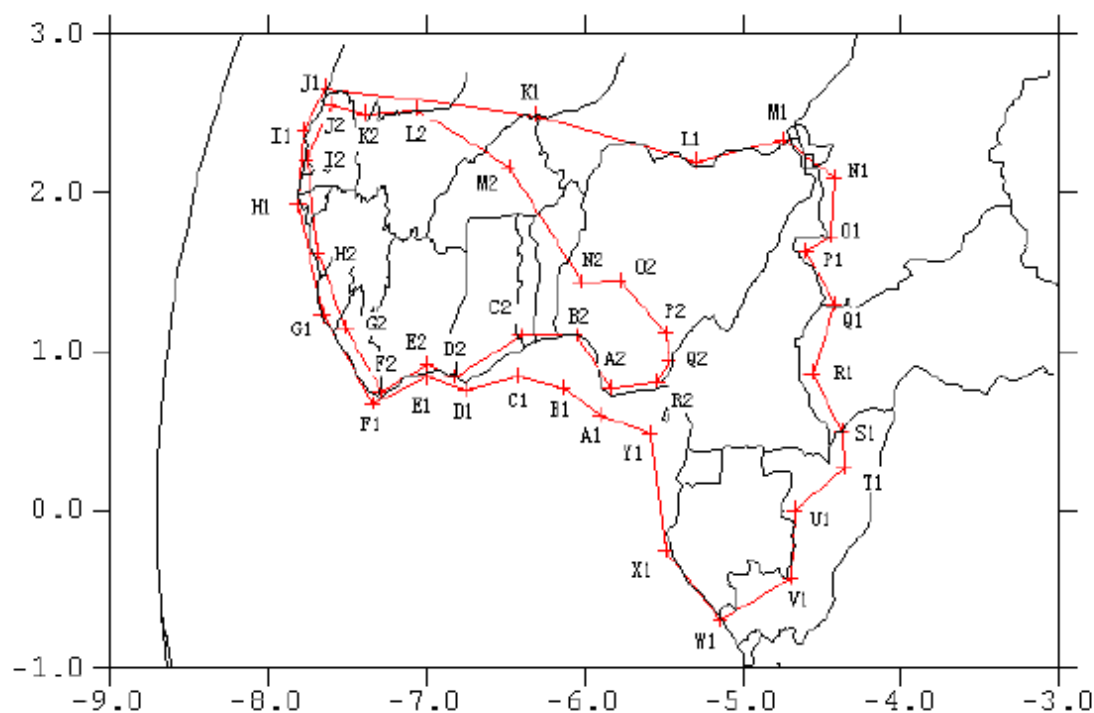 3.0
J1
K1
M1
J2
I1
K2
L2
L1
I2
M2
N1
2.0
H1
O1
H2
N2
O2
P1
G1
G2
C2
B2
P2
Q1
E2
1.0
F2
D2
A2
Q2
R1
F1
E1
D1
C1
B1
R2
A1
Y1
S1
T1
0.0
U1
X1
V1
W1
-1.0
-9.0 -8.0 -7.0 -6.0 -5.0 -4.0 -3.0